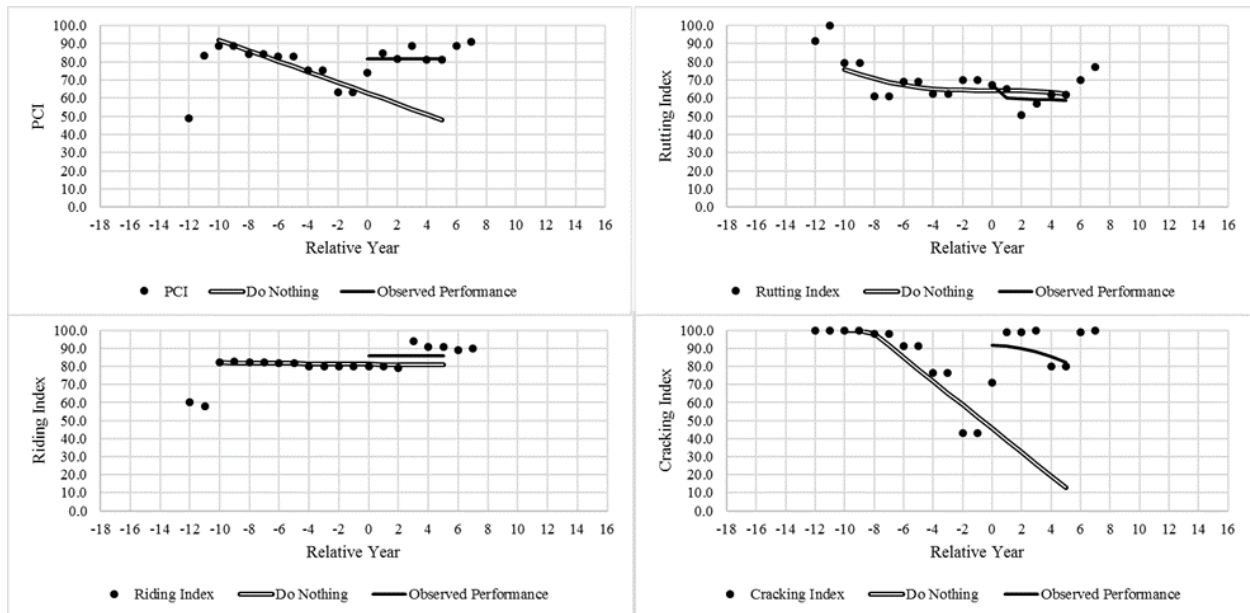 PCI
100.0
90.0
80.0
70.0
60.0
50.0
40.0
30.0
20.0
10.0
0.0
-18 -16 -14 -12 -10 -8 -6 -4 -2 0 2 4 6 8 10 12 14 16
Relative Year
PCI Do Nothing Observed Performance
Rutting Index
100.0
90.0
80.0
70.0
60.0
50.0
40.0
30.0
20.0
10.0
0.0
-18 -16 -14 -12 -10 -8 -6 -4 -2 0 2 4 6 8 10 12 14 16
Relative Year
Rutting Index Do Nothing Observed Performance
Riding Index
100.0
90.0
80.0
70.0
60.0
50.0
40.0
30.0
20.0
10.0
0.0
-18 -16 -14 -12 -10 -8 -6 -4 -2 0 2 4 6 8 10 12 14 16
Relative Year
Riding Index Do Nothing Observed Performance
Cracking Index
100.0
90.0
80.0
70.0
60.0
50.0
40.0
30.0
20.0
10.0
0.0
-18 -16 -14 -12 -10 -8 -6 -4 -2 0 2 4 6 8 10 12 14 16
Relative Year
Cracking Index Do Nothing Observed Performance